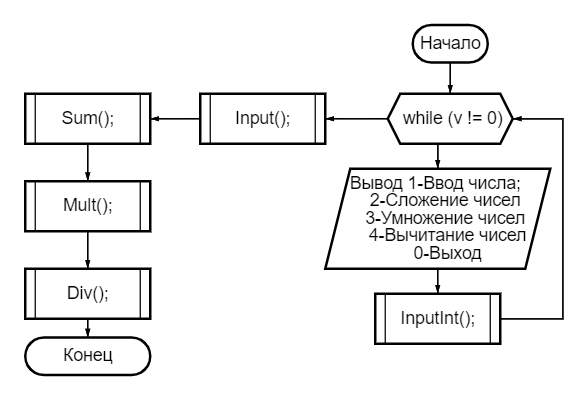 Начало
while (v != 0)
Input();
Sum();
Вывод 1-Ввод числа;
2-Сложение чисел
3-Умножение чисел
4-Вычитание чисел
0-Выход
Mult();
Div();
InputInt();
Конец